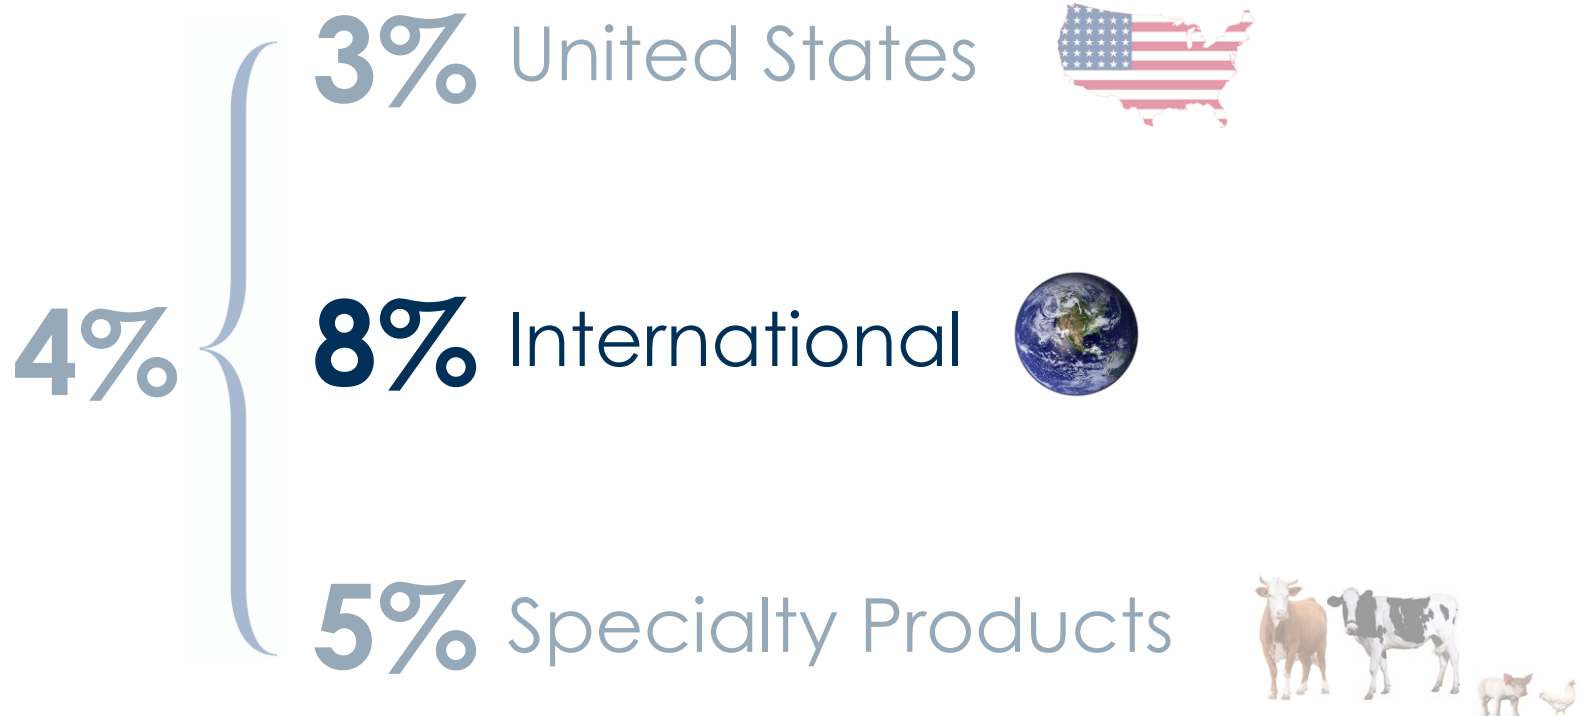 3% United States
4%
8% International
5% Specialty Products